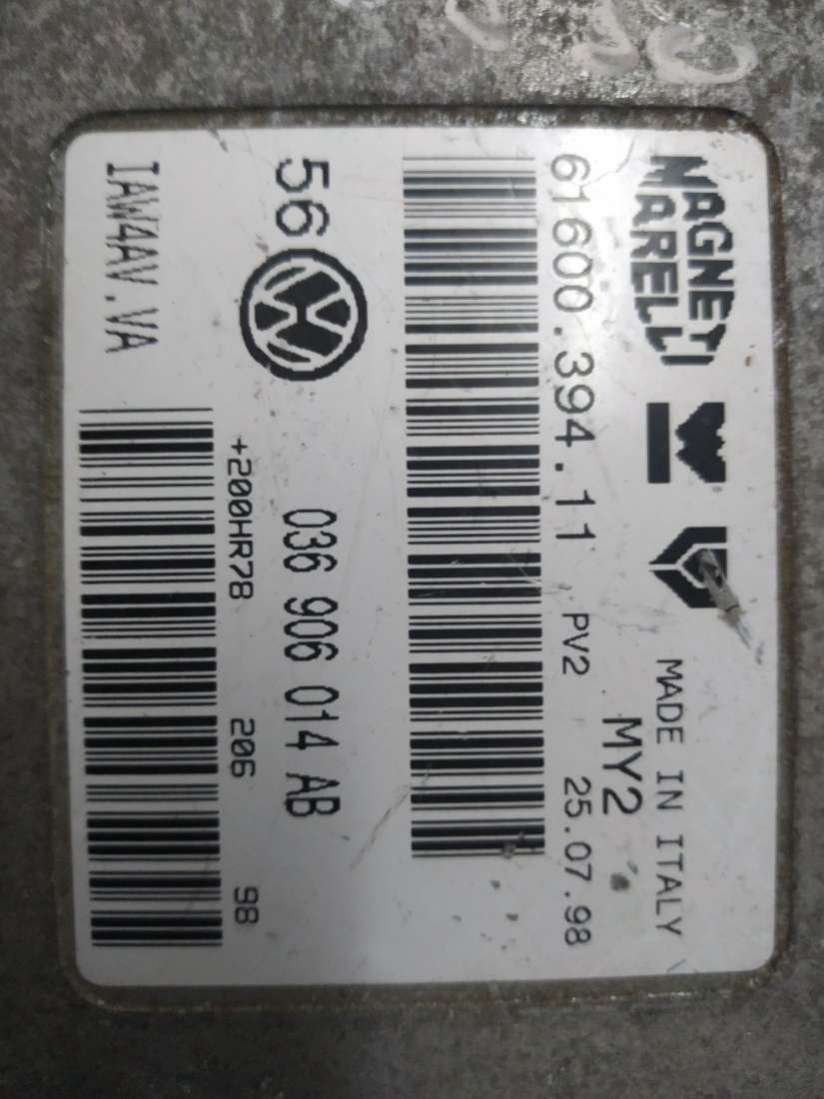 MAGNETI MARELLI
MADE IN ITALY
MY2
61600.394.11 PV2 25.07.98
56
036 906 014 AB
+200HR78 206 98
IAW4AV.VA